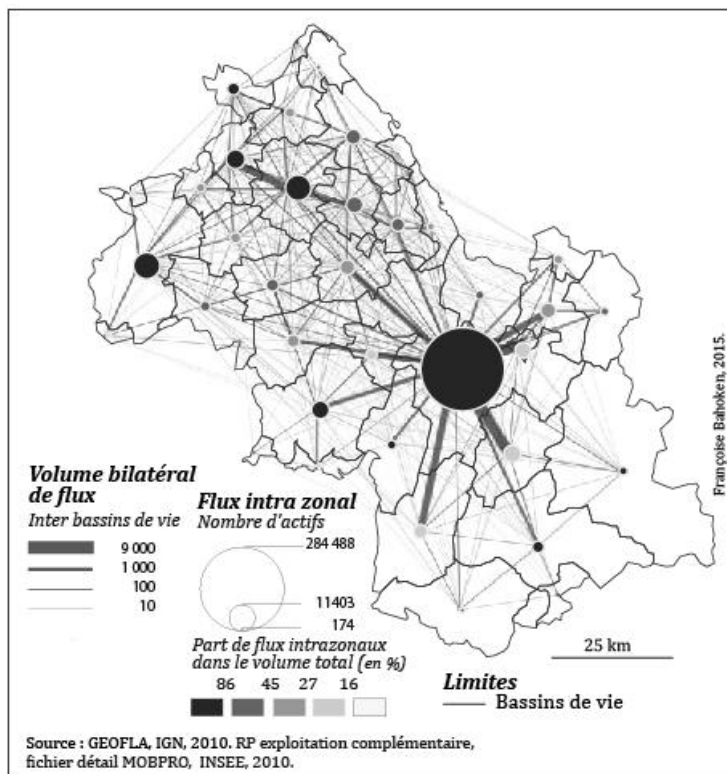 Françoise Bahoken, 2015.
Volume bilatéral
de flux
Inter bassins de vie
9 000
1 000
100
10
Flux intra zonal
Nombre d'actifs
284 488
11403
174
Part de flux intrazonaux
dans le volume total (en %)
86 45 27 16
25 km
Limites
Bassins de vie
Source : GEOFLA, IGN, 2010. RP exploitation complémentaire,
fichier détail MOBPRO, INSEE, 2010.